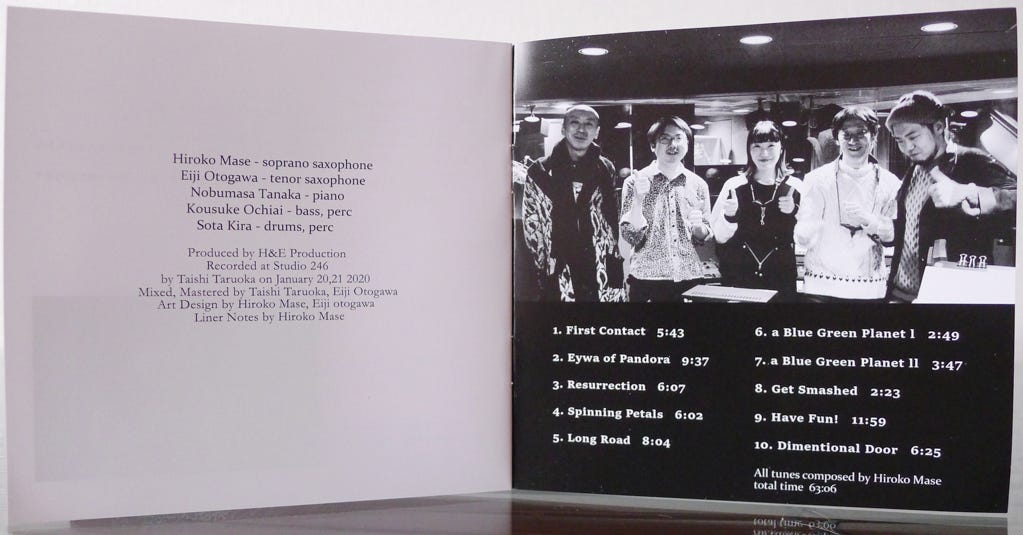 Hiroko Mase - soprano saxophone
Eiji Otogawa - tenor saxophone
Nobumasa Tanaka - piano
Kousuke Ochiai - bass, perc
Sota Kira - drums, perc
Produced by H&E Production
Recorded at Studio 246
by Taishi Taruoka on January 20,21 2020
Mixed, Mastered by Taishi Taruoka, Eiji Otogawa
Art Design by Hiroko Mase, Eiji otogawa
Liner Notes by Hiroko Mase
1. First Contact 5:43
2. Eywa of Pandora 9:37
3. Resurrection 6:07
4. Spinning Petals 6:02
5. Long Road 8:04
6. a Blue Green Planet l 2:49
7. a Blue Green Planet ll 3:47
8. Get Smashed 2:23
9. Have Fun! 11:59
10. Dimentional Door 6:25
All tunes composed by Hiroko Mase
total time 63:06